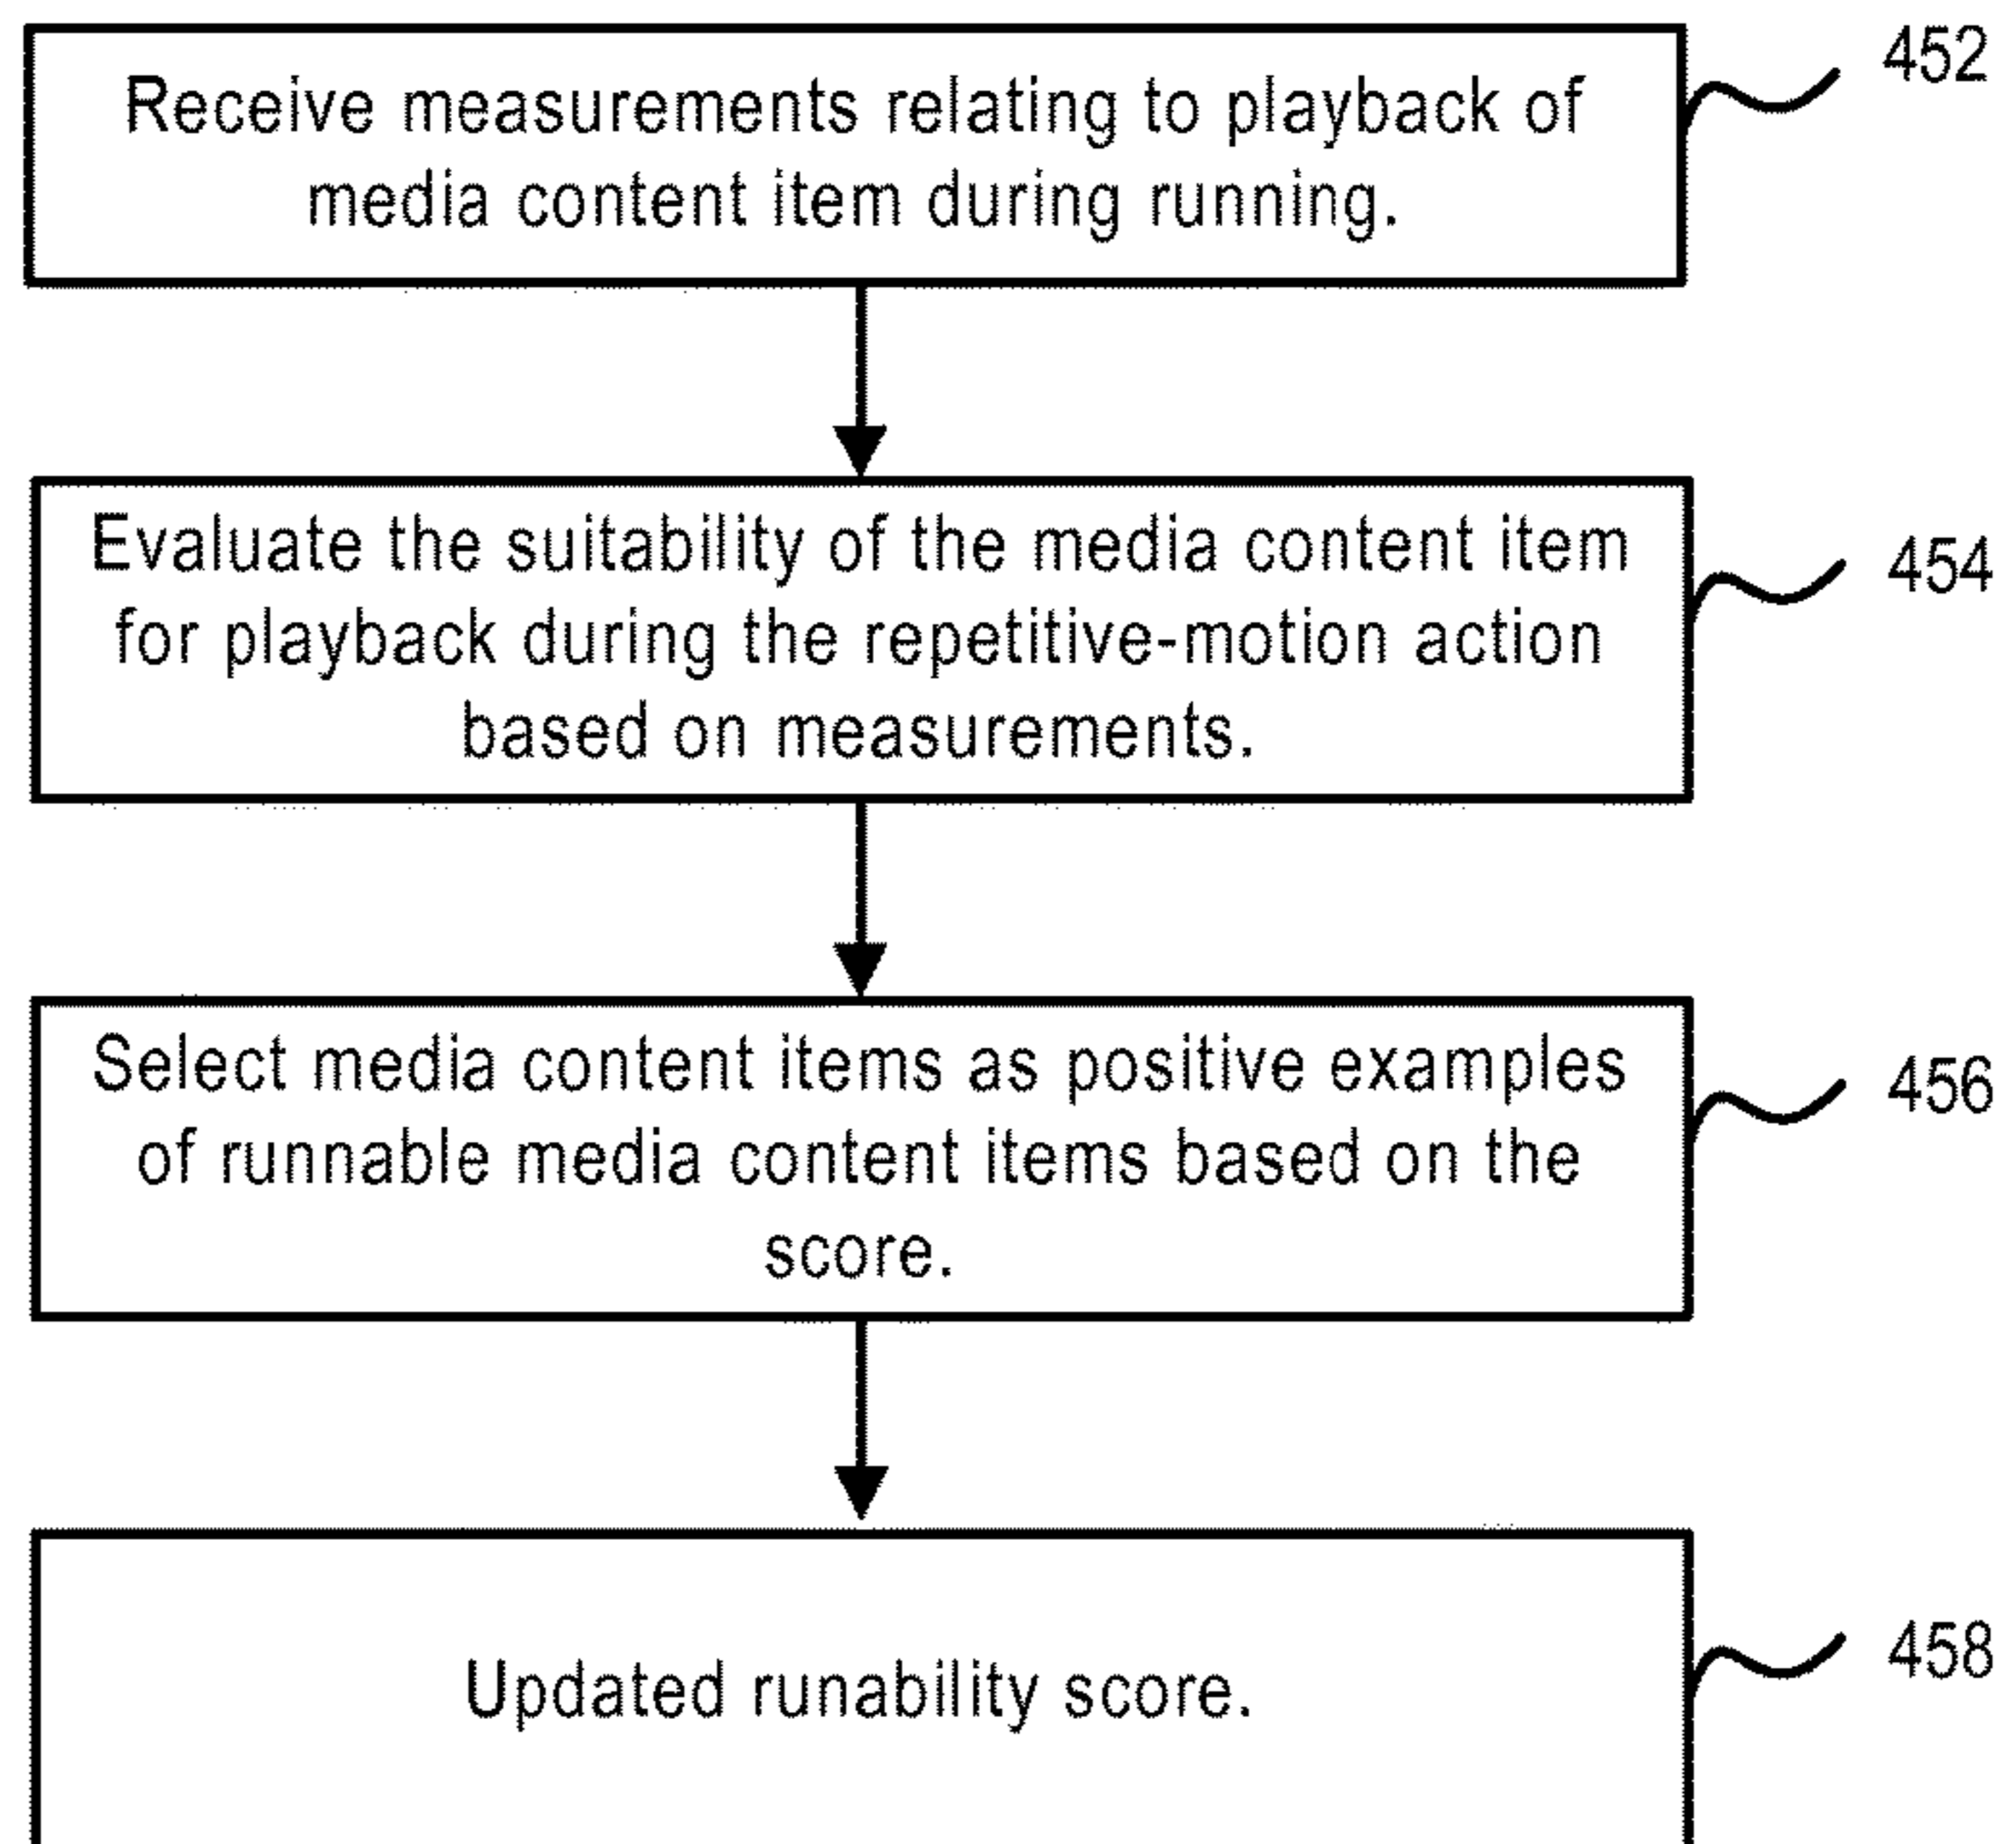 Receive measurements relating to playback of
media content item during running.
452
Evaluate the suitability of the media content item
for playback during the repetitive-motion action
based on measurements.
454
Select media content items as positive examples
of runnable media content items based on the
score.
456
Updated runability score.
458